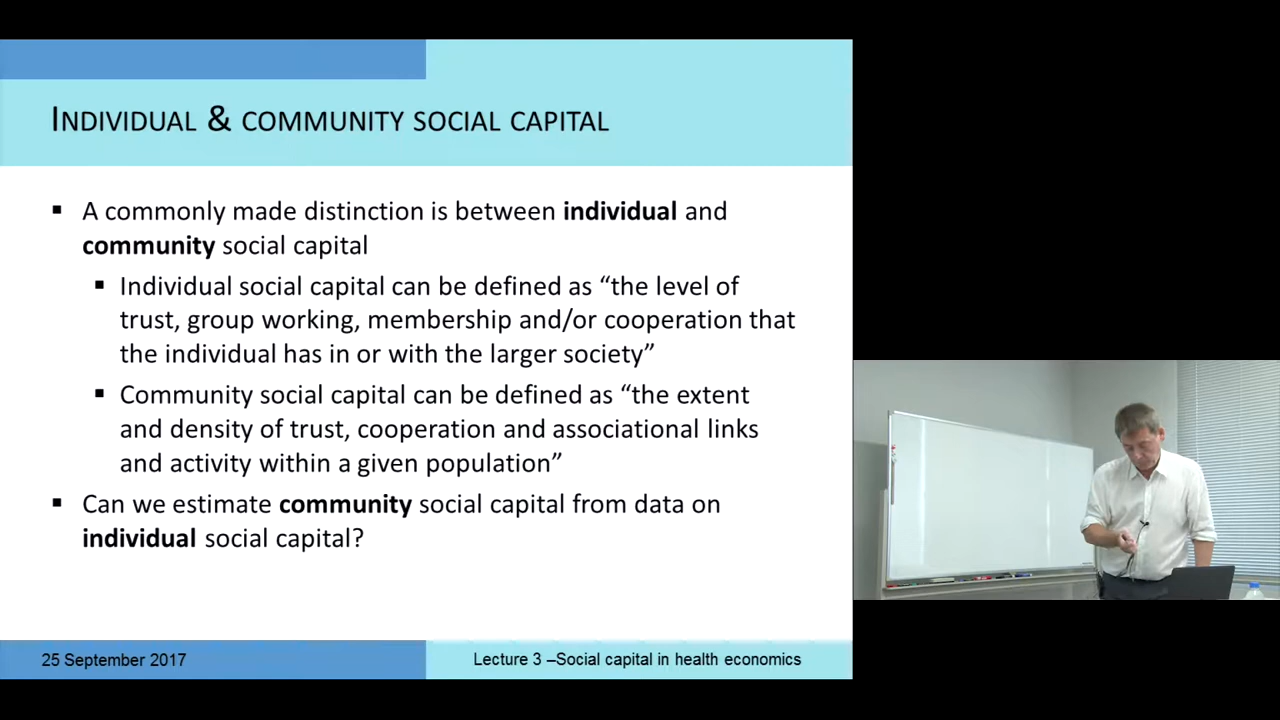 INDIVIDUAL & COMMUNITY SOCIAL CAPITAL
▪ A commonly made distinction is between individual and
community social capital
▪ Individual social capital can be defined as “the level of
trust, group working, membership and/or cooperation that
the individual has in or with the larger society”
▪ Community social capital can be defined as “the extent
and density of trust, cooperation and associational links
and activity within a given population”
▪ Can we estimate community social capital from data on
individual social capital?
25 September 2017
Lecture 3 –Social capital in health economics